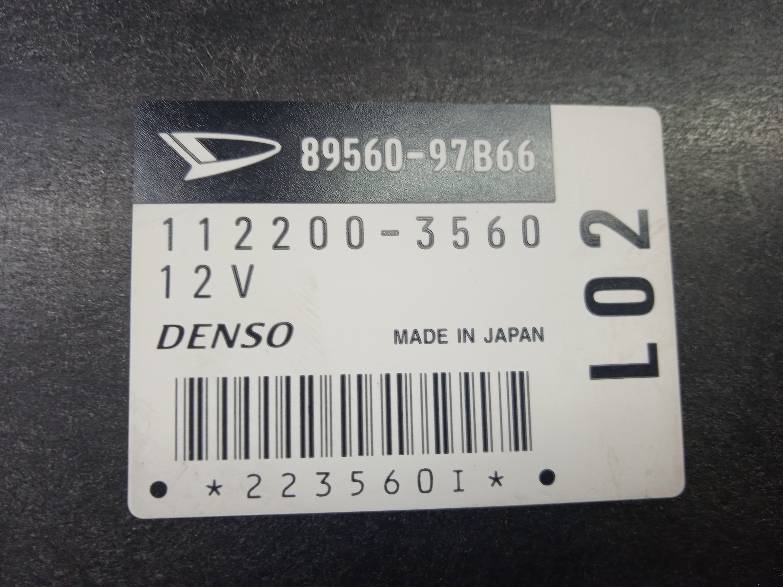 89560-97B66
112200-3560
12V
DENSO MADE IN JAPAN
*223560I*
L02